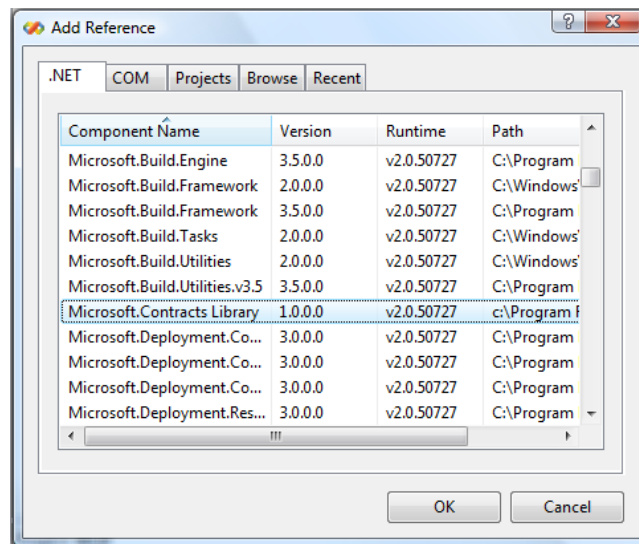 Add Reference
.NET COM Projects Browse Recent
Component Name Version Runtime Path
Microsoft.Build.Engine 3.5.0.0 v2.0.50727 C:\Program
Microsoft.Build.Framework 2.0.0.0 v2.0.50727 C:\Windows\
Microsoft.Build.Framework 3.5.0.0 v2.0.50727 C:\Program
Microsoft.Build.Tasks 2.0.0.0 v2.0.50727 C:\Windows\
Microsoft.Build.Utilities 2.0.0.0 v2.0.50727 C:\Windows\
Microsoft.Build.Utilities.v3.5 3.5.0.0 v2.0.50727 C:\Program
Microsoft.Contracts Library 1.0.0.0 v2.0.50727 c:\Program F
Microsoft.Deployment.Co... 3.0.0.0 v2.0.50727 C:\Program
Microsoft.Deployment.Co... 3.0.0.0 v2.0.50727 C:\Program
Microsoft.Deployment.Co... 3.0.0.0 v2.0.50727 C:\Program
Microsoft.Deployment.Res... 3.0.0.0 v2.0.50727 C:\Program
OK Cancel